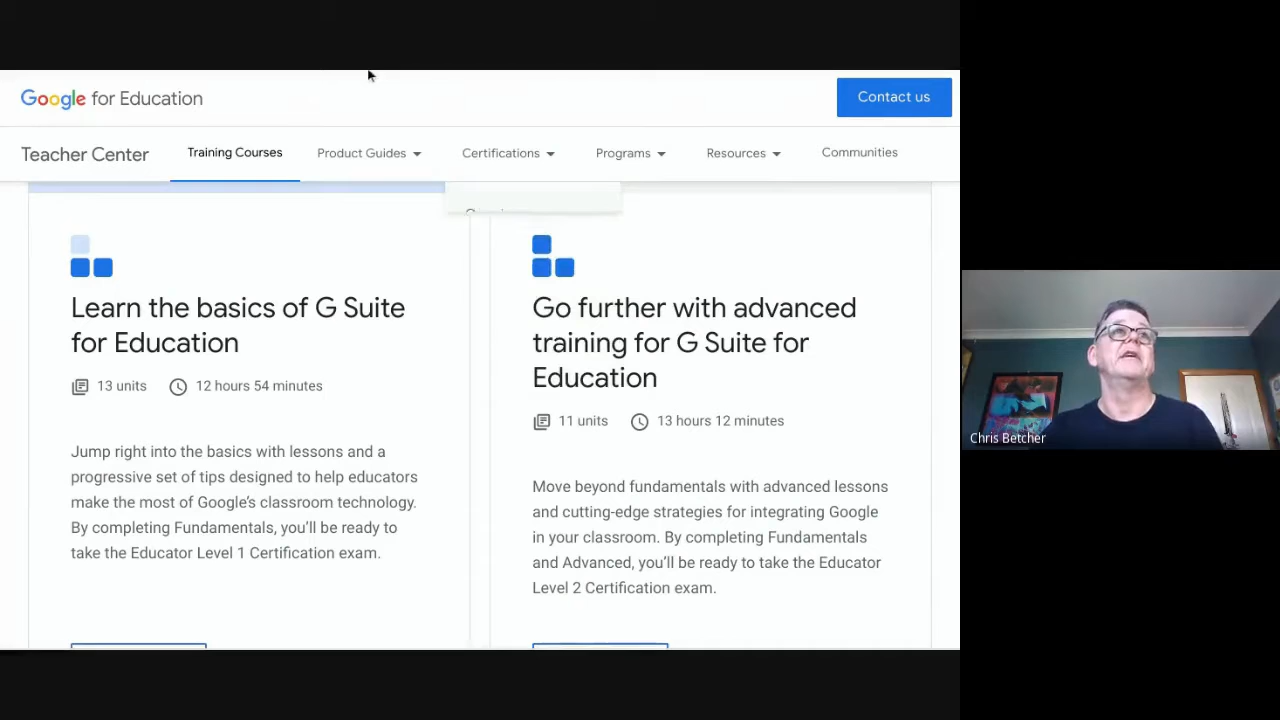 Google for Education
Contact us
Teacher Center
Training Courses
Product Guides
Certifications
Programs
Resources
Communities
Learn the basics of G Suite
for Education
13 units
12 hours 54 minutes
Jump right into the basics with lessons and a
progressive set of tips designed to help educators
make the most of Google’s classroom technology.
By completing Fundamentals, you’ll be ready to
take the Educator Level 1 Certification exam.
Go further with advanced
training for G Suite for
Education
11 units
13 hours 12 minutes
Move beyond fundamentals with advanced lessons
and cutting-edge strategies for integrating Google
in your classroom. By completing Fundamentals
and Advanced, you’ll be ready to take the Educator
Level 2 Certification exam.
Chris Betcher